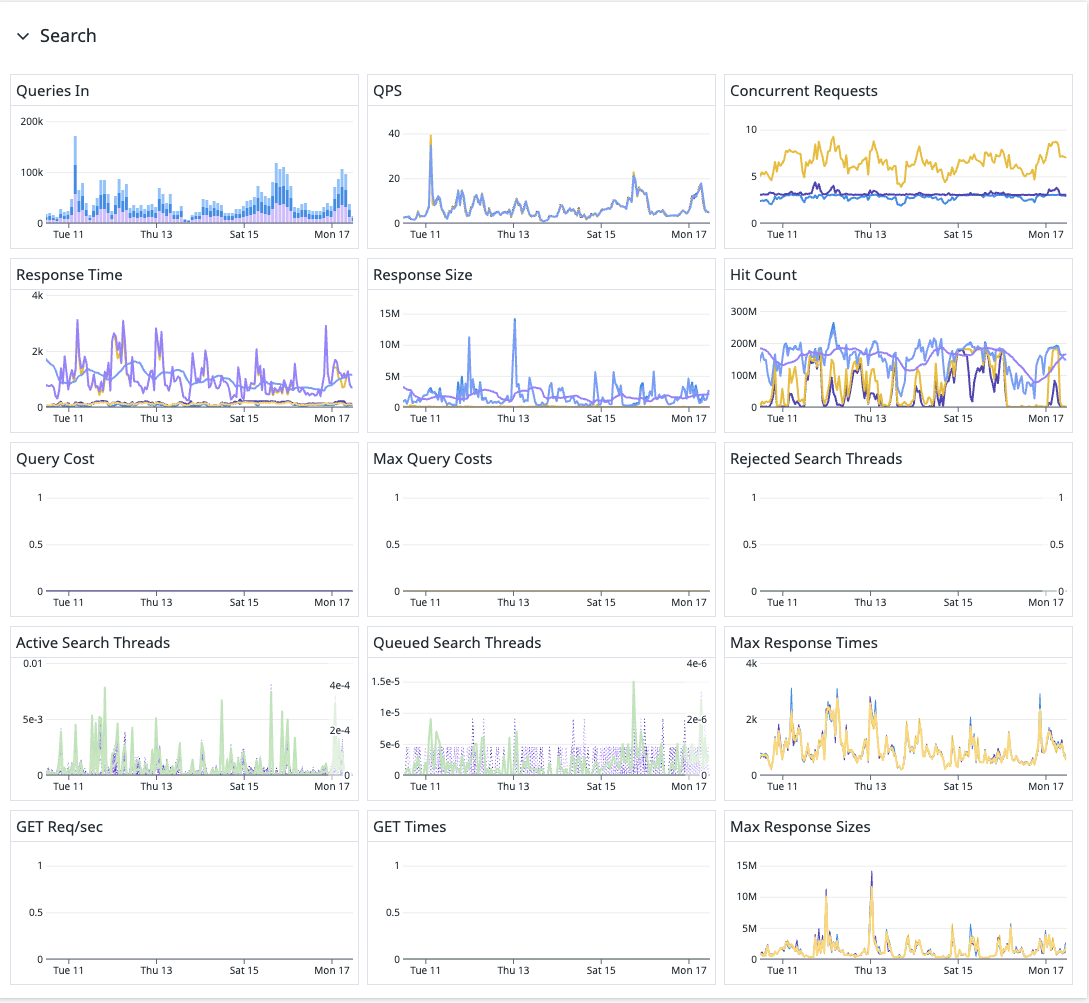 Search
Queries In
200k
100k
0
Tue 11 Thu 13 Sat 15 Mon 17
QPS
40
20
0
Tue 11 Thu 13 Sat 15 Mon 17
Concurrent Requests
10
5
0
Tue 11 Thu 13 Sat 15 Mon 17
Response Time
4k
2k
0
Tue 11 Thu 13 Sat 15 Mon 17
Response Size
15M
10M
5M
0
Tue 11 Thu 13 Sat 15 Mon 17
Hit Count
300M
200M
100M
0
Tue 11 Thu 13 Sat 15 Mon 17
Query Cost
1
0.5
0
Tue 11 Thu 13 Sat 15 Mon 17
Max Query Costs
1
0.5
0
Tue 11 Thu 13 Sat 15 Mon 17
Rejected Search Threads
1 1
0.5 0.5
0 0
Tue 11 Thu 13 Sat 15 Mon 17
Active Search Threads
0.01
4e-4
5e-3
2e-4
0 0
Tue 11 Thu 13 Sat 15 Mon 17
Queued Search Threads
4e-6
1.5e-5
1e-5
2e-6
5e-6
0 0
Tue 11 Thu 13 Sat 15 Mon 17
Max Response Times
4k
2k
0
Tue 11 Thu 13 Sat 15 Mon 17
GET Req/sec
1
0.5
0
Tue 11 Thu 13 Sat 15 Mon 17
GET Times
1
0.5
0
Tue 11 Thu 13 Sat 15 Mon 17
Max Response Sizes
15M
10M
5M
0
Tue 11 Thu 13 Sat 15 Mon 17